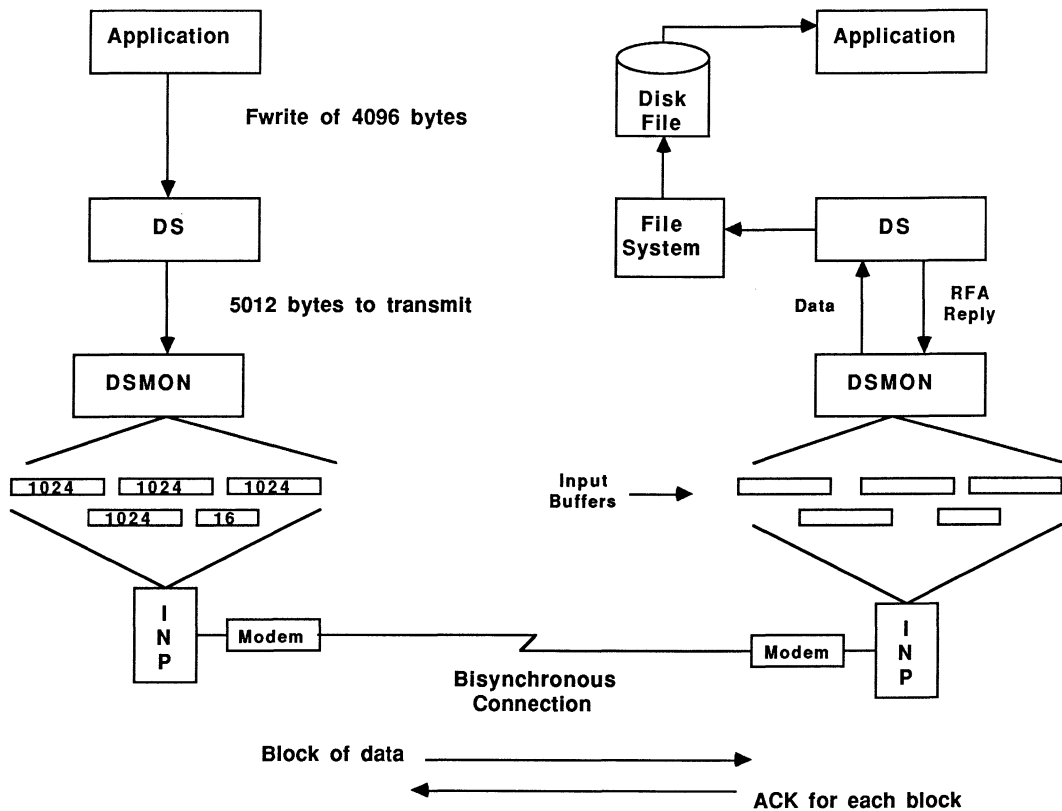 Application
Fwrite of 4096 bytes
DS
5012 bytes to transmit
DSMON
1024 1024 1024
1024 16
I
N
P
Modem
Application
Disk
File
File
System
DS
Data
RFA
Reply
DSMON
Input
Buffers
Modem
I
N
P
Bisynchronous
Connection
Block of data
ACK for each block